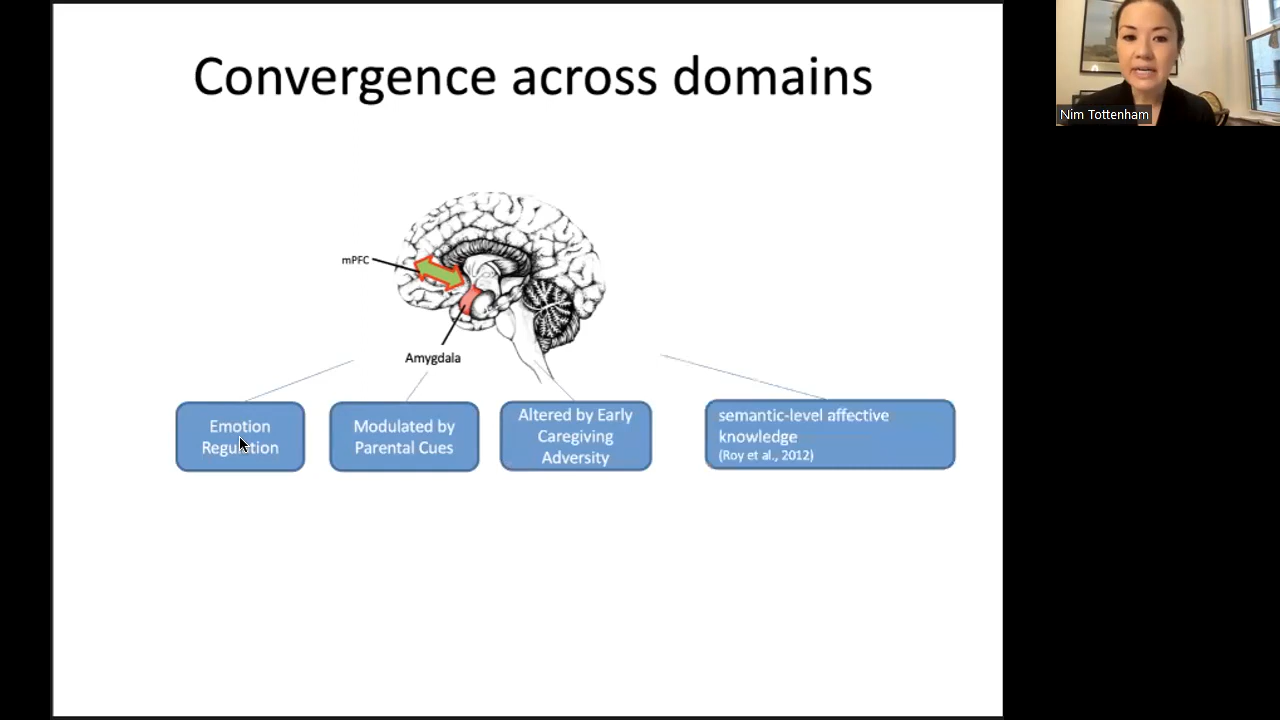 Convergence across domains
Nim Tottenham
mPFC
Amygdala
Emotion
Regulation
Modulated by
Parental Cues
Altered by Early
Caregiving
Adversity
semantic-level affective
knowledge
(Roy et al., 2012)